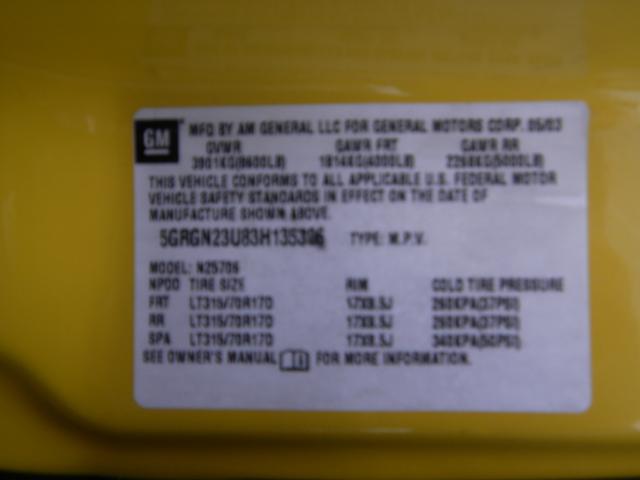 GM MFD BY AM GENERAL LLC FOR GENERAL MOTORS CORP. 05/03
GVWR GAWR FRT GAWR RR
3901KG(8600LB) 1814KG(4000LB) 2268KG(5000LB)
THIS VEHICLE CONFORMS TO ALL APPLICABLE U.S. FEDERAL MOTOR
VEHICLE SAFETY STANDARDS IN EFFECT ON THE DATE OF
MANUFACTURE SHOWN ABOVE.
TYPE: M.P.V.
MODEL: N25706
TIRE SIZE RIM COLD TIRE PRESSURE
FRT LT315/70R17D 17X8.5J 260KPA(37PSI)
RR LT315/70R17D 17X8.5J 260KPA(37PSI)
SPA LT315/70R17D 17X8.5J 340KPA(50PSI)
SEE OWNER'S MANUAL FOR MORE INFORMATION.